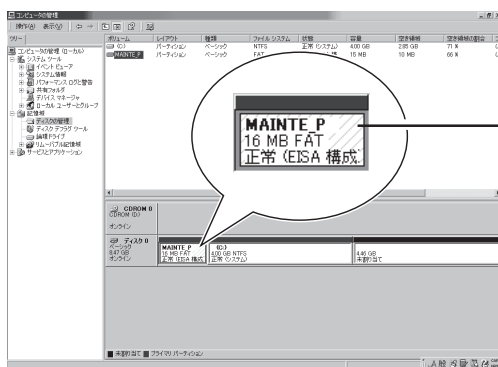 コンピュータの管理
操作(A) 表示(V)
ツリー
コンピュータの管理 (ローカル)
システム ツール
イベント ビューア
システム情報
パフォーマンス ログと警告
共有フォルダ
デバイス マネージャ
ローカル ユーザーとグループ
記憶域
ディスクの管理
ディスク デフラグ ツール
論理ドライブ
リムーバブル記憶域
サービスとアプリケーション
ボリューム レイアウト 種類 ファイル システム 状態 容量 空き領域 空き領域の割合
(C:) パーティション ベーシック NTFS 正常 (システム) 4.00 GB 2.85 GB 71 %
MAINTE_P パーティション ベーシック FAT 15 MB 10 MB 66 %
MAINTE_P
16 MB FAT
正常 (EISA 構成
CDROM 0
CDROM (D:)
オンライン
ディスク 0
ベーシック
8.47 GB
オンライン
MAINTE_P
16 MB FAT
正常 (EISA 構成
(C:)
4.00 GB NTFS
正常 (システム)
4.46 GB
未割り当て
未割り当て プライマリ パーティション